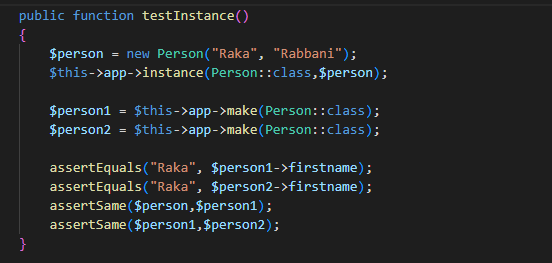 public function testInstance()
{
    $person = new Person("Raka", "Rabbani");
    $this->app->instance(Person::class,$person);

    $person1 = $this->app->make(Person::class);
    $person2 = $this->app->make(Person::class);

    assertEquals("Raka", $person1->firstname);
    assertEquals("Raka", $person2->firstname);
    assertSame($person,$person1);
    assertSame($person1,$person2);
}